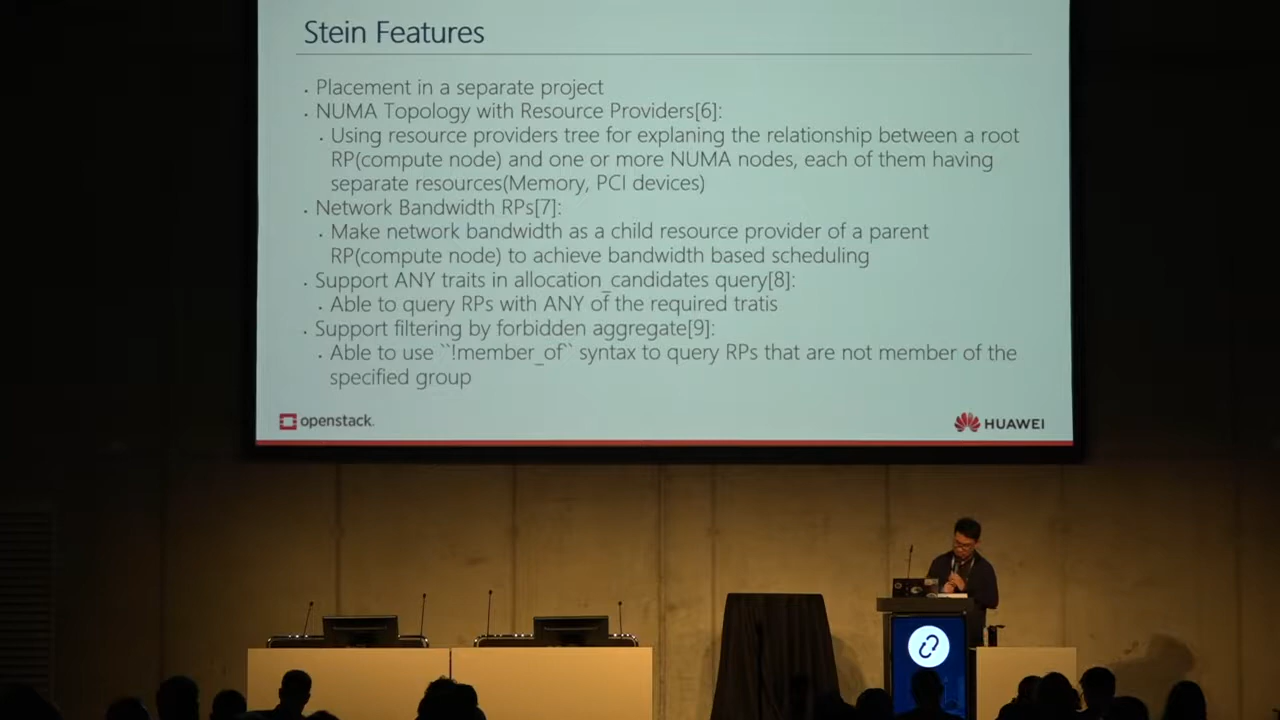 Stein Features
. Placement in a separate project
. NUMA Topology with Resource Providers[6]:
. Using resource providers tree for explaning the relationship between a root
RP(compute node) and one or more NUMA nodes, each of them having
separate resources(Memory, PCI devices)
. Network Bandwidth RPs[7]:
. Make network bandwidth as a child resource provider of a parent
RP(compute node) to achieve bandwidth based scheduling
. Support ANY traits in allocation_candidates query[8]:
. Able to query RPs with ANY of the required tratis
. Support filtering by forbidden aggregate[9]:
. Able to use ``!member_of`` syntax to query RPs that are not member of the
specified group
openstack.
HUAWEI